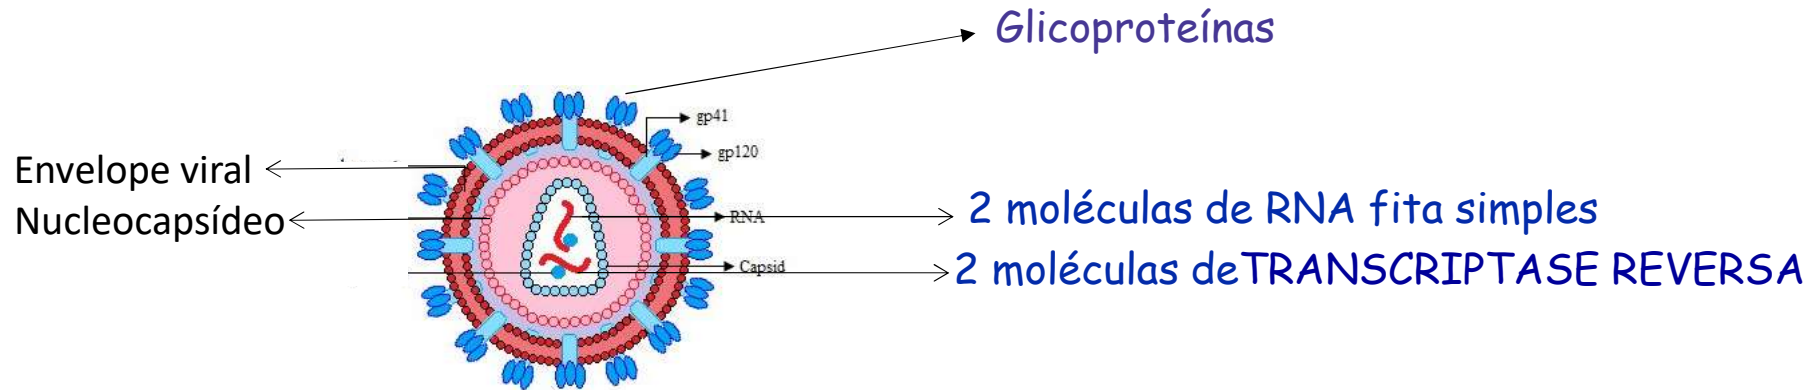 Glicoproteínas
gp41
gp120
Envelope viral
Nucleocapsídeo
RNA
2 moléculas de RNA fita simples
Capsid
2 moléculas deTRANSCRIPTASE REVERSA